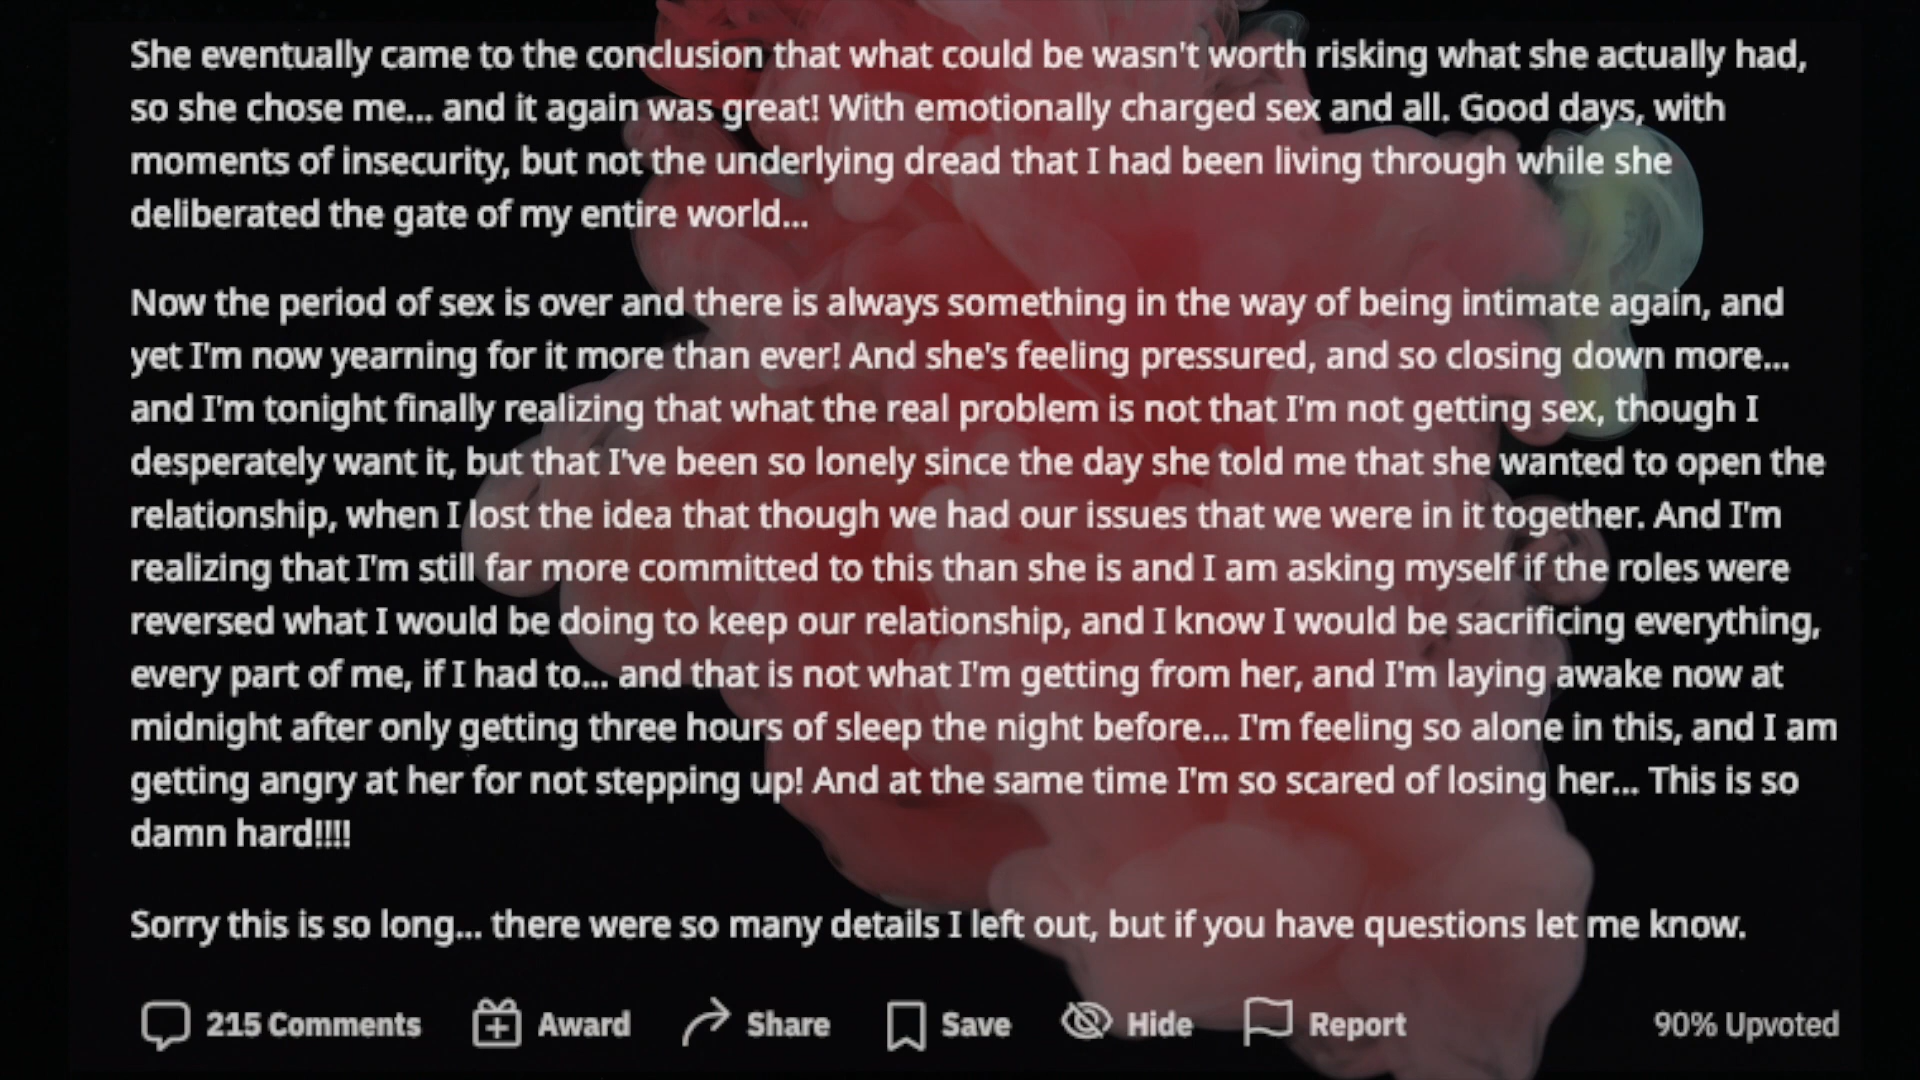 She eventually came to the conclusion that what could be wasn't worth risking what she actually had,
so she chose me... and it again was great! With emotionally charged sex and all. Good days, with
moments of insecurity, but not the underlying dread that I had been living through while she
deliberated the gate of my entire world...
Now the period of sex is over and there is always something in the way of being intimate again, and
yet I'm now yearning for it more than ever! And she's feeling pressured, and so closing down more...
and I'm tonight finally realizing that what the real problem is not that I'm not getting sex, though I
desperately want it, but that I've been so lonely since the day she told me that she wanted to open the
relationship, when I lost the idea that though we had our issues that we were in it together. And I'm
realizing that I'm still far more committed to this than she is and I am asking myself if the roles were
reversed what I would be doing to keep our relationship, and I know I would be sacrificing everything,
every part of me, if I had to... and that is not what I'm getting from her, and I'm laying awake now at
midnight after only getting three hours of sleep the night before... I'm feeling so alone in this, and I am
getting angry at her for not stepping up! And at the same time I'm so scared of losing her... This is so
damn hard!!!!
Sorry this is so long... there were so many details I left out, but if you have questions let me know.
215 Comments Award Share Save Hide Report 90% Upvoted